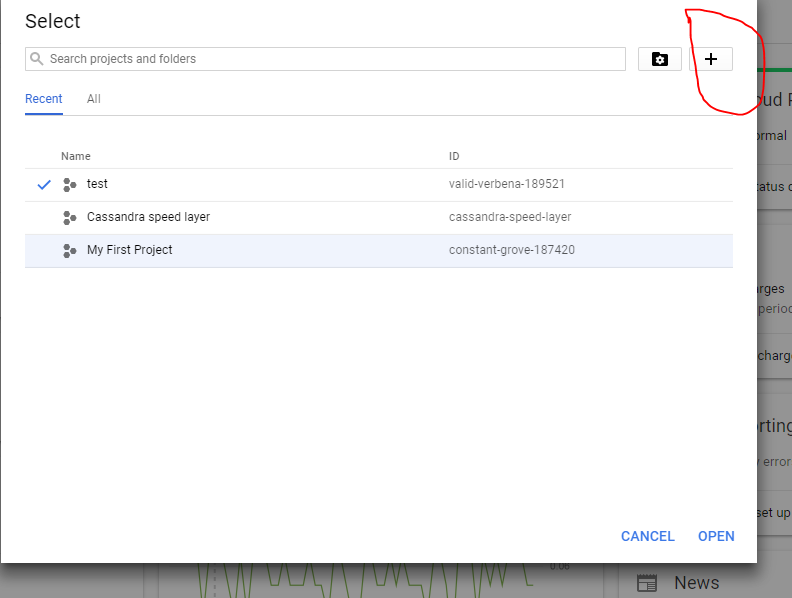 Select
Search projects and folders
Recent All
Name ID
test valid-verbena-189521
Cassandra speed layer cassandra-speed-layer
My First Project constant-grove-187420
CANCEL OPEN
oud P
ormal
tatus o
arges
period
charg
orting
y error
set up
0.06
News